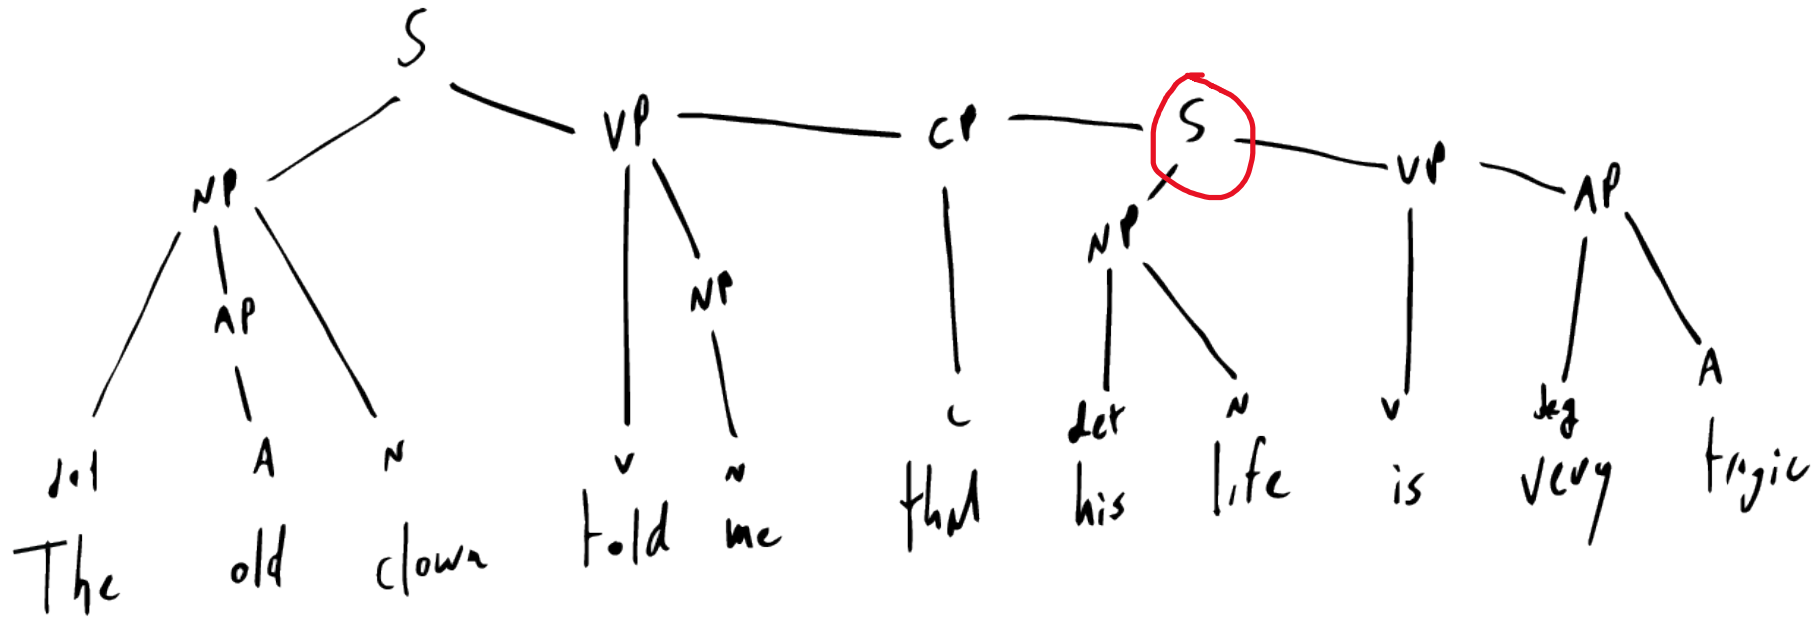 S
VP CP S VP AP
NP NP
AP NP
det A N V N C det N V deg A
The old clown told me that his life is very tragic